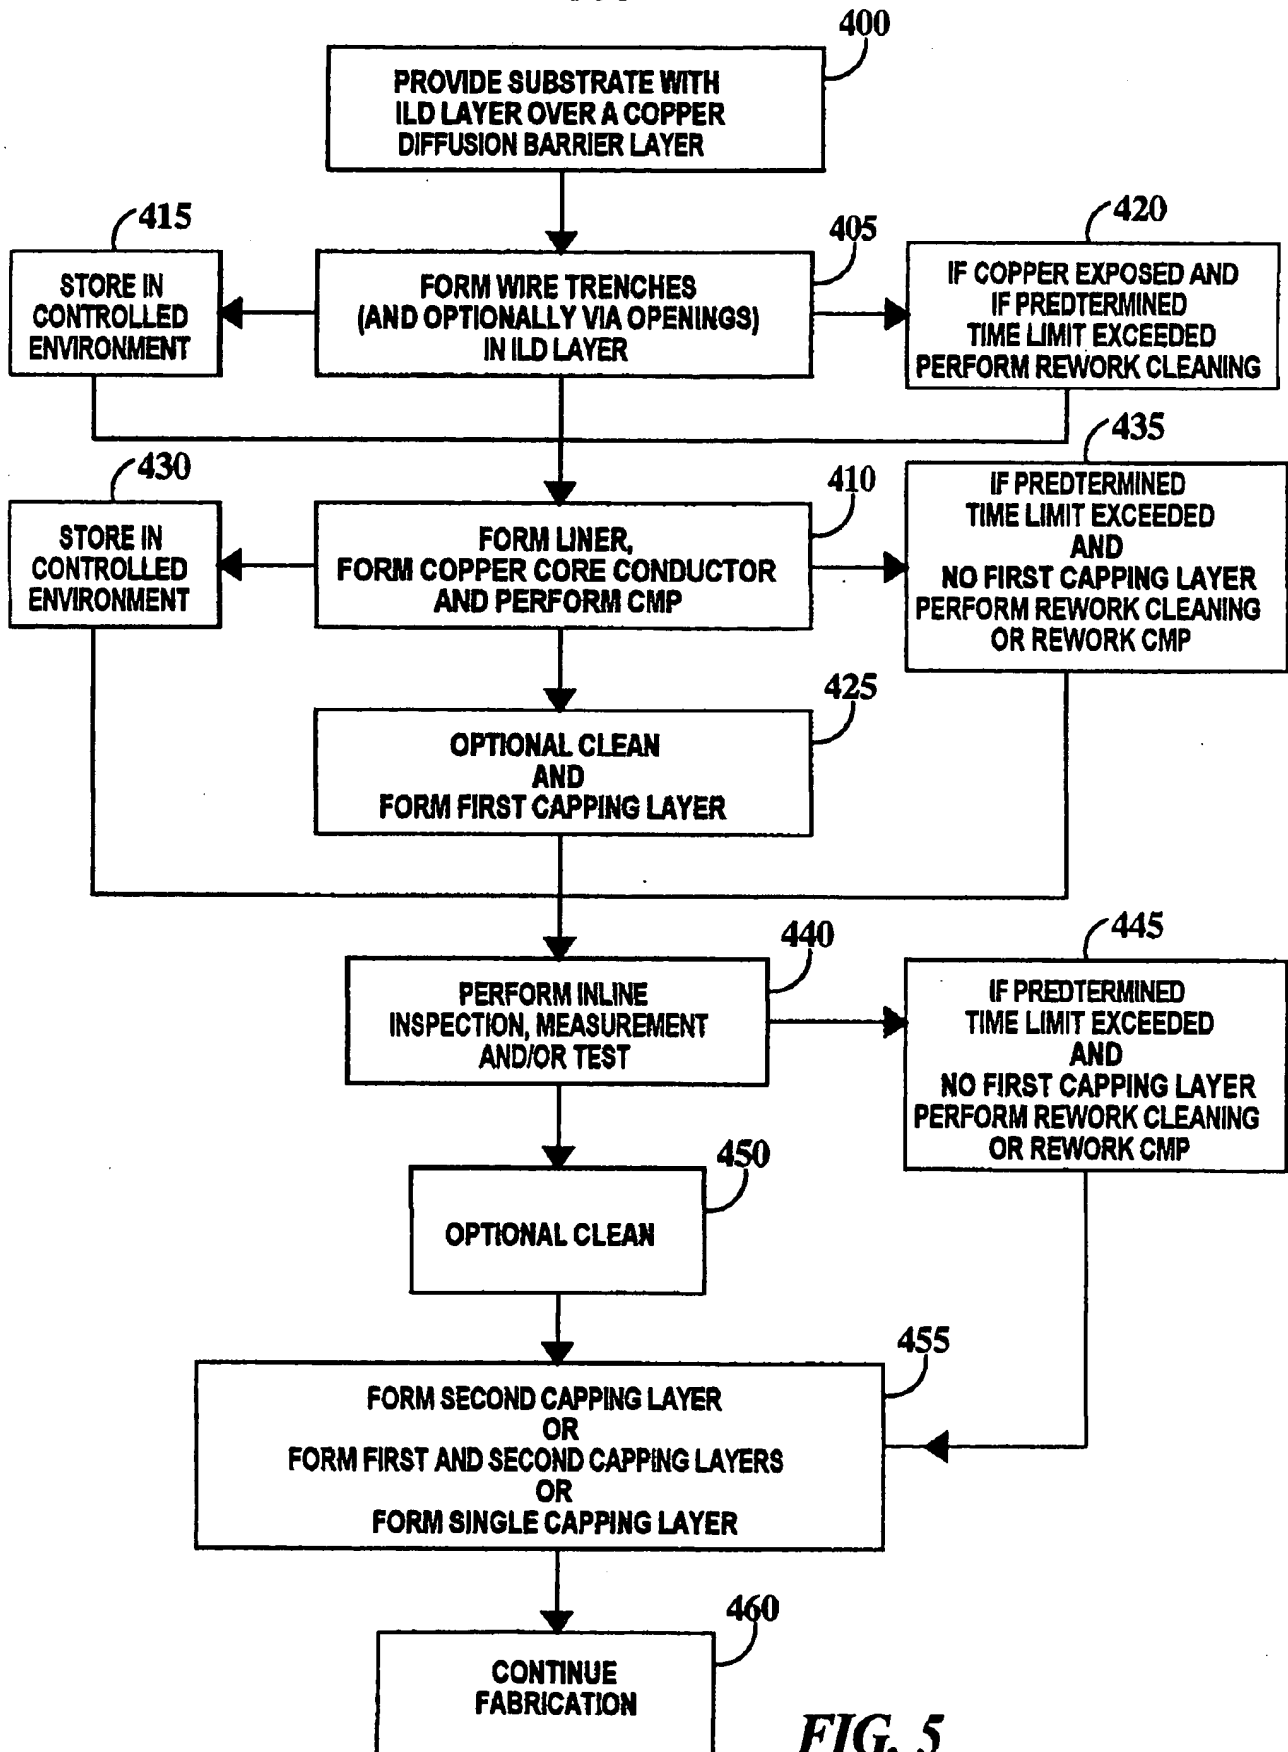 400
PROVIDE SUBSTRATE WITH
ILD LAYER OVER A COPPER
DIFFUSION BARRIER LAYER
415
STORE IN
CONTROLLED
ENVIRONMENT
405
FORM WIRE TRENCHES
(AND OPTIONALLY VIA OPENINGS)
IN ILD LAYER
420
IF COPPER EXPOSED AND
IF PREDTERMINED
TIME LIMIT EXCEEDED
PERFORM REWORK CLEANING
430
STORE IN
CONTROLLED
ENVIRONMENT
410
FORM LINER,
FORM COPPER CORE CONDUCTOR
AND PERFORM CMP
435
IF PREDTERMINED
TIME LIMIT EXCEEDED
AND
NO FIRST CAPPING LAYER
PERFORM REWORK CLEANING
OR REWORK CMP
425
OPTIONAL CLEAN
AND
FORM FIRST CAPPING LAYER
440
PERFORM INLINE
INSPECTION, MEASUREMENT
AND/OR TEST
445
IF PREDTERMINED
TIME LIMIT EXCEEDED
AND
NO FIRST CAPPING LAYER
PERFORM REWORK CLEANING
OR REWORK CMP
450
OPTIONAL CLEAN
455
FORM SECOND CAPPING LAYER
OR
FORM FIRST AND SECOND CAPPING LAYERS
OR
FORM SINGLE CAPPING LAYER
460
CONTINUE
FABRICATION
FIG. 5